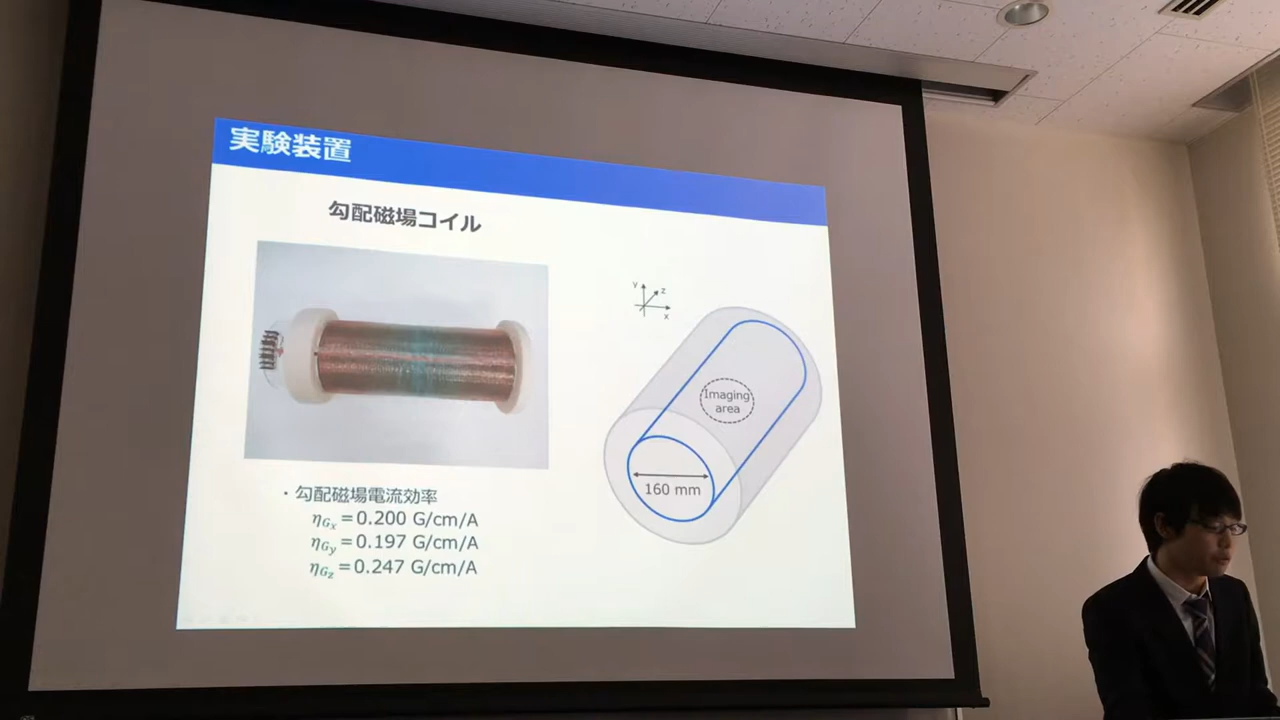 実験装置
勾配磁場コイル
y
z
x
Imaging
area
160 mm
・勾配磁場電流効率
ηGx = 0.200 G/cm/A
ηGy = 0.197 G/cm/A
ηGz = 0.247 G/cm/A